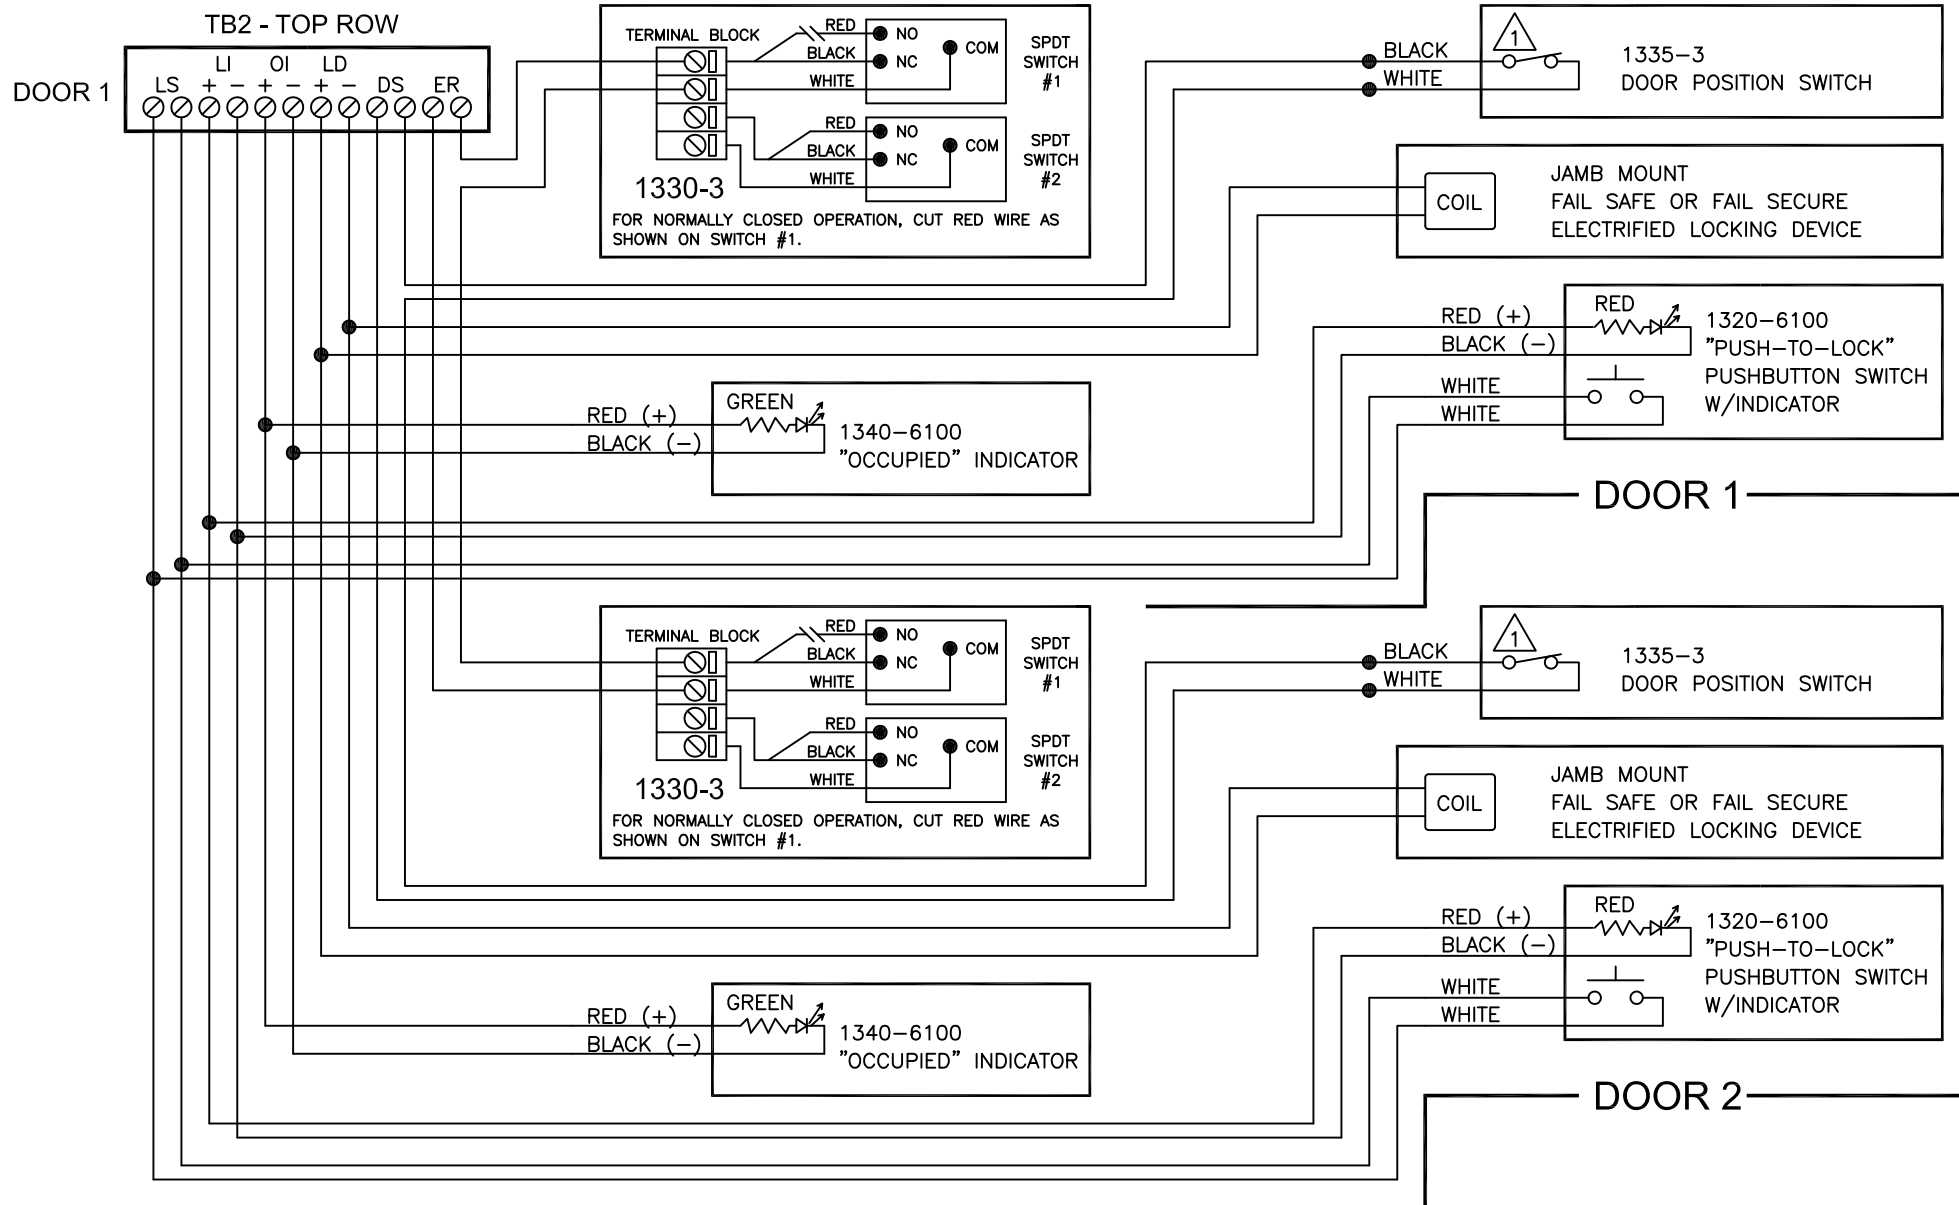 TB2 - TOP ROW
DOOR 1
LI OI LD
LS + - + - + - DS ER
TERMINAL BLOCK
RED
BLACK
WHITE
NO
NC
COM
SPDT
SWITCH
#1
RED
BLACK
WHITE
NO
NC
COM
SPDT
SWITCH
#2
1330-3
FOR NORMALLY CLOSED OPERATION, CUT RED WIRE AS
SHOWN ON SWITCH #1.
BLACK
WHITE
1
1335-3
DOOR POSITION SWITCH
COIL
JAMB MOUNT
FAIL SAFE OR FAIL SECURE
ELECTRIFIED LOCKING DEVICE
RED (+)
BLACK (-)
WHITE
WHITE
RED
1320-6100
"PUSH-TO-LOCK"
PUSHBUTTON SWITCH
W/INDICATOR
RED (+)
BLACK (-)
GREEN
1340-6100
"OCCUPIED" INDICATOR
DOOR 1
TERMINAL BLOCK
RED
BLACK
WHITE
NO
NC
COM
SPDT
SWITCH
#1
RED
BLACK
WHITE
NO
NC
COM
SPDT
SWITCH
#2
1330-3
FOR NORMALLY CLOSED OPERATION, CUT RED WIRE AS
SHOWN ON SWITCH #1.
BLACK
WHITE
1
1335-3
DOOR POSITION SWITCH
COIL
JAMB MOUNT
FAIL SAFE OR FAIL SECURE
ELECTRIFIED LOCKING DEVICE
RED (+)
BLACK (-)
WHITE
WHITE
RED
1320-6100
"PUSH-TO-LOCK"
PUSHBUTTON SWITCH
W/INDICATOR
RED (+)
BLACK (-)
GREEN
1340-6100
"OCCUPIED" INDICATOR
DOOR 2